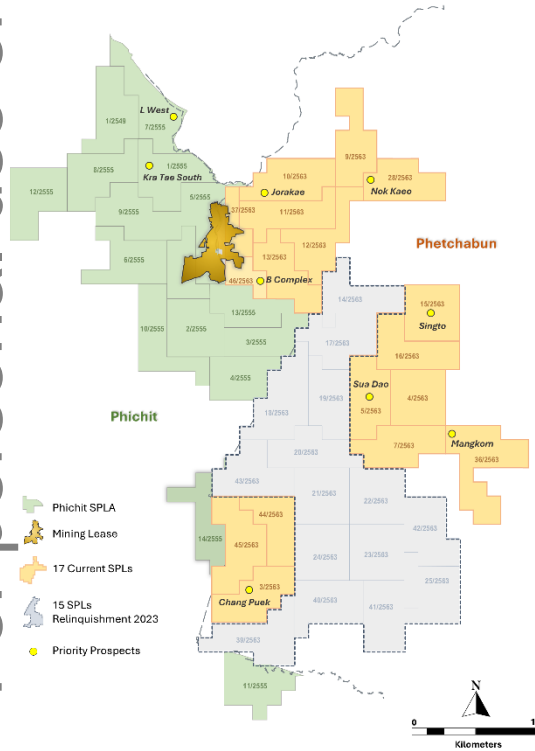 L West
1/2549
7/2555
9/2563
8/2555
1/2555
Kra Tae South
10/2563
28/2563
Nok Kaeo
12/2555
5/2555
Jorakae
9/2555
37/2563
11/2563
Phetchabun
6/2555
12/2563
13/2563
46/2563
B Complex
14/2563
15/2563
13/2555
Singto
10/2555
2/2555
3/2555
17/2563
16/2563
4/2555
Sua Dao
19/2563
4/2563
Phichit
18/2563
5/2563
Mangkorn
20/2563
7/2563
36/2563
43/2563
21/2563
22/2563
Phichit SPLA
44/2563
Mining Lease
14/2555
45/2563
42/2563
17 Current SPLs
24/2563
23/2563
3/2563
25/2563
15 SPLs
Relinquishment 2023
Chang Puek
40/2563
41/2563
Priority Prospects
39/2563
11/2555
N
0
1
Kilometers